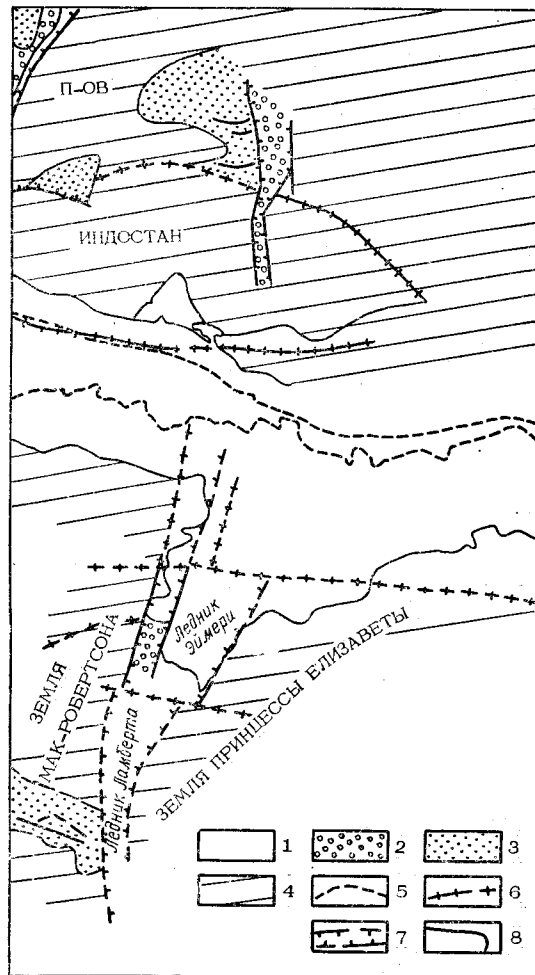 П-ОВ
ИНДОСТАН
Ледник
Эймери
ЗЕМЛЯ
МАК-РОБЕРТСОНА
ЗЕМЛЯ ПРИНЦЕССЫ ЕЛИЗАВЕТЫ
Ледник Ламберта
1 2 3
4 5 6
7 8